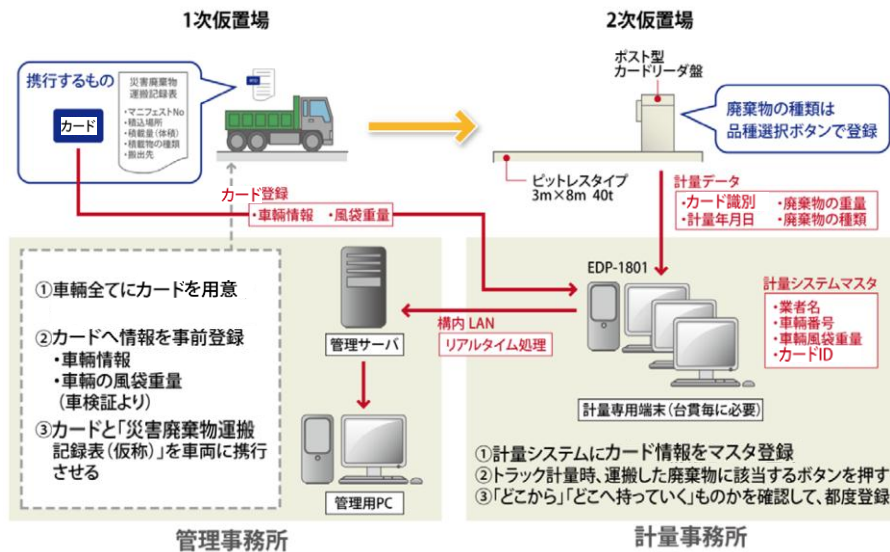 1次仮置場
2次仮置場
携行するもの
カード
災害廃棄物
運搬記録表
・マニフェストNo
・積込場所
・積載量(体積)
・積載物の種類
・搬出先
ポスト型
カードリーダ盤
廃棄物の種類は
品種選択ボタンで登録
ピットレスタイプ
3m×8m 40t
カード登録
・車輌情報 ・風袋重量
計量データ
・カード識別 ・廃棄物の重量
・計量年月日 ・廃棄物の種類
①車輌全てにカードを用意
②カードへ情報を事前登録
・車輌情報
・車輌の風袋重量
(車検証より)
③カードと「災害廃棄物運搬
記録表(仮称)」を車両に携行
させる
管理サーバ
管理用PC
構内 LAN
リアルタイム処理
EDP-1801
計量システムマスタ
・業者名
・車輌番号
・車輌風袋重量
・カードID
計量専用端末(台貫毎に必要)
①計量システムにカード情報をマスタ登録
②トラック計量時、運搬した廃棄物に該当するボタンを押す
③「どこから」「どこへ持っていく」ものかを確認して、都度登録
管理事務所
計量事務所